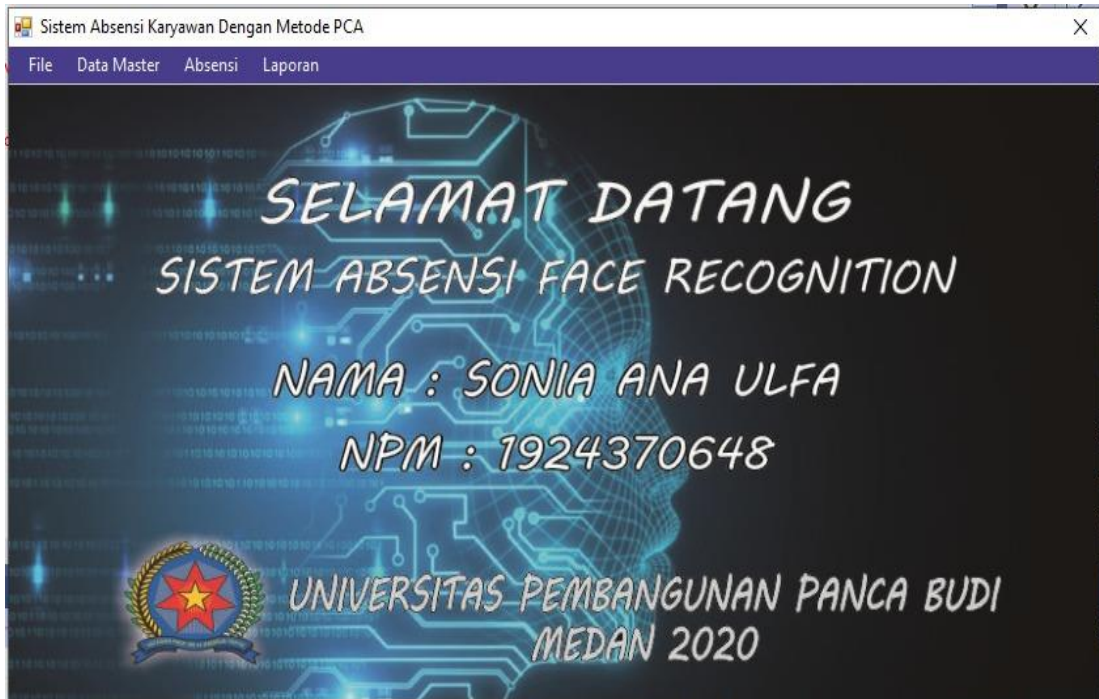 Sistem Absensi Karyawan Dengan Metode PCA
File Data Master Absensi Laporan
SELAMAT DATANG
SISTEM ABSENSI FACE RECOGNITION
NAMA : SONIA ANA ULFA
NPM : 1924370648
UNIVERSITAS PEMBANGUNAN PANCA BUDI
MEDAN 2020